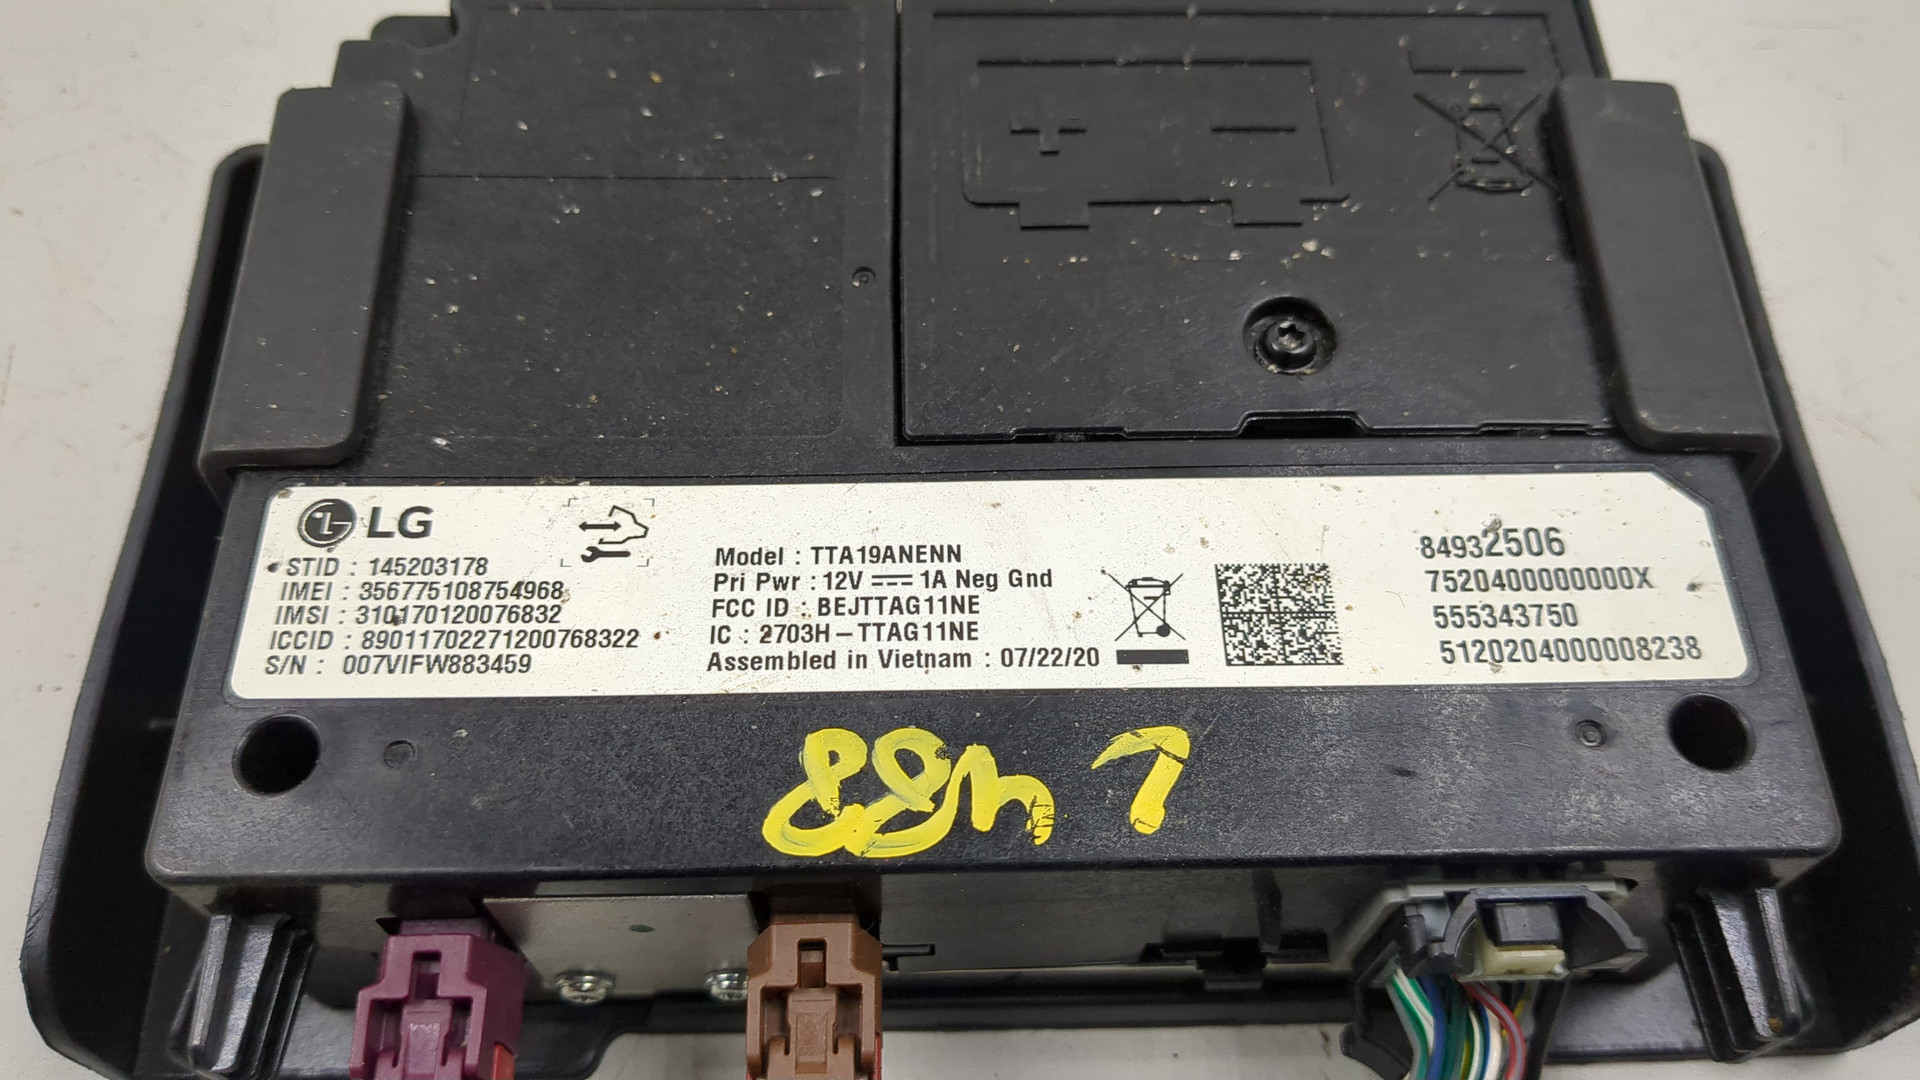 LG
STID : 145203178
IMEI : 356775108754968
IMSI : 310170120076832
ICCID : 89011702271200768322
S/N : 007VIFW883459
Model : TTA19ANENN
Pri Pwr : 12V 1A Neg Gnd
FCC ID : BEJTTAG11NE
IC : 2703H-TTAG11NE
Assembled in Vietnam : 07/22/20
84932506
7520400000000X
555343750
5120204000008238